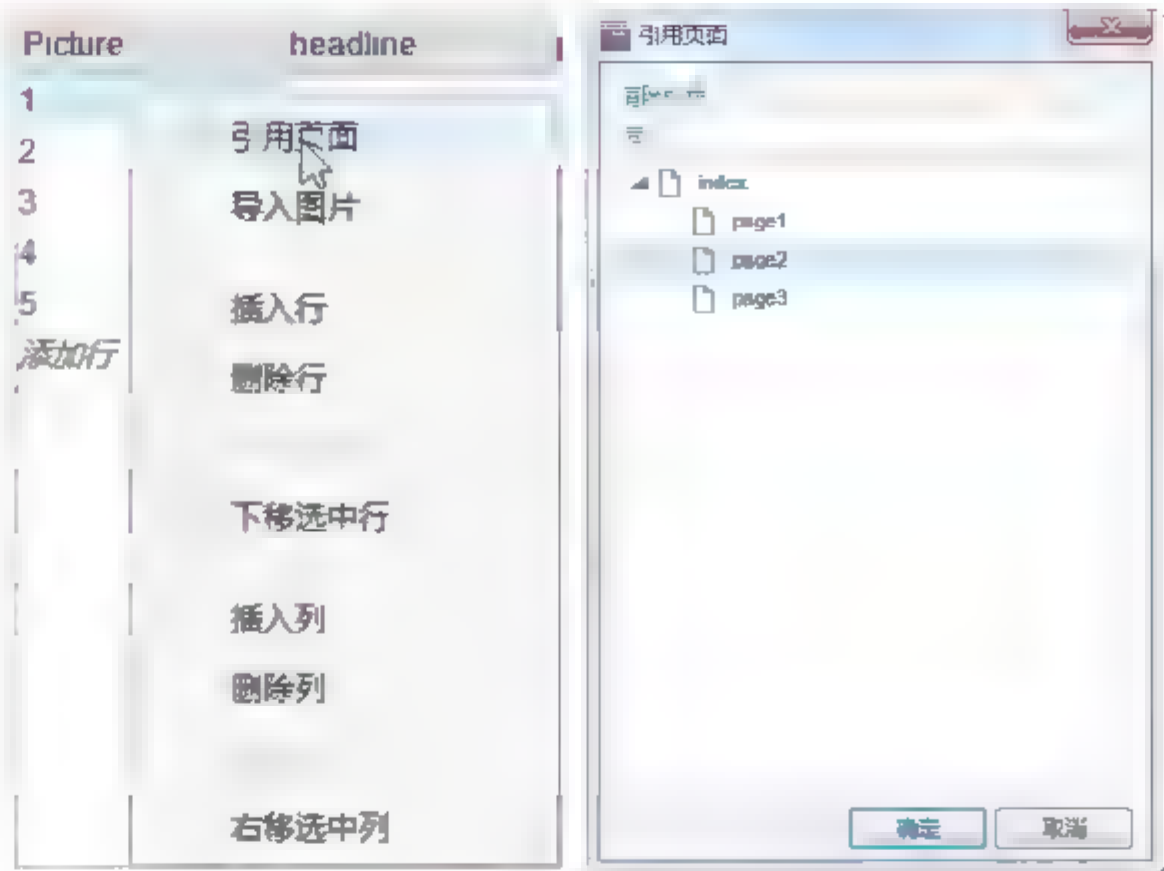 Picture headline
1
2
3
4
5
添加行
引用页面
导入图片
插入行
删除行
下移选中行
插入列
删除列
右移选中列
引用页面
index
page1
page2
page3
确定 取消